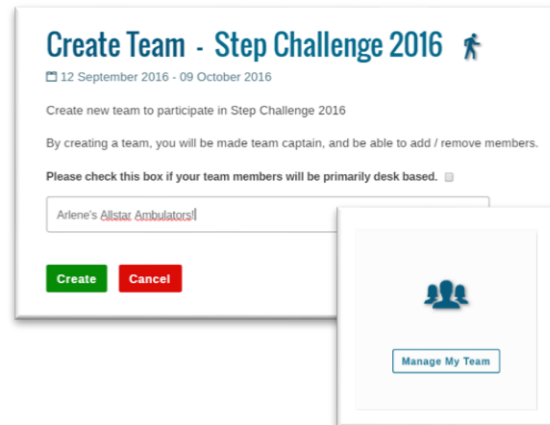 Create Team - Step Challenge 2016
12 September 2016 - 09 October 2016
Create new team to participate in Step Challenge 2016
By creating a team, you will be made team captain, and be able to add / remove members.
Please check this box if your team members will be primarily desk based.
Arlene's Allstar Ambulators!
Create Cancel
Manage My Team